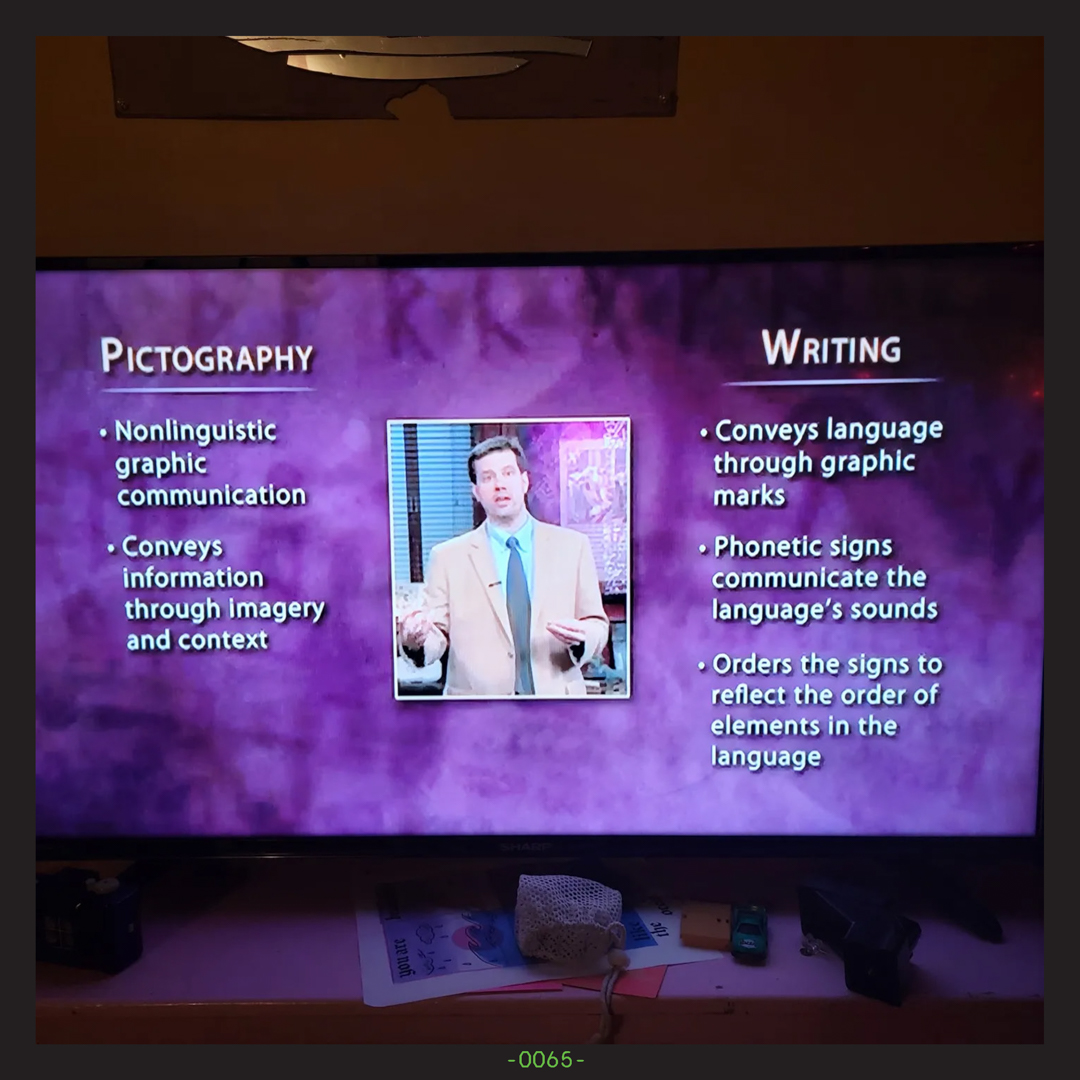 PICTOGRAPHY
• Nonlinguistic
graphic
communication
• Conveys
information
through imagery
and context
WRITING
• Conveys language
through graphic
marks
• Phonetic signs
communicate the
language's sounds
• Orders the signs to
reflect the order of
elements in the
language
SHARP
you are not
the
-0065-